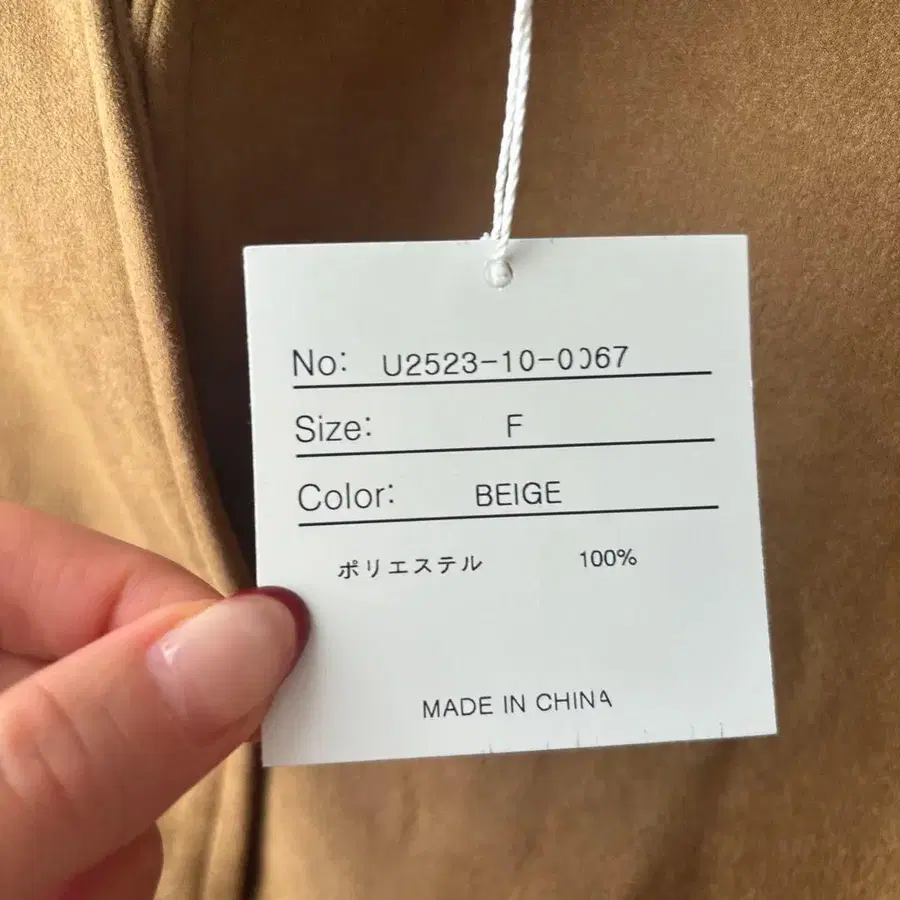 No: U2523-10-0067
Size: F
Color: BEIGE
ポリエステル 100%
MADE IN CHINA